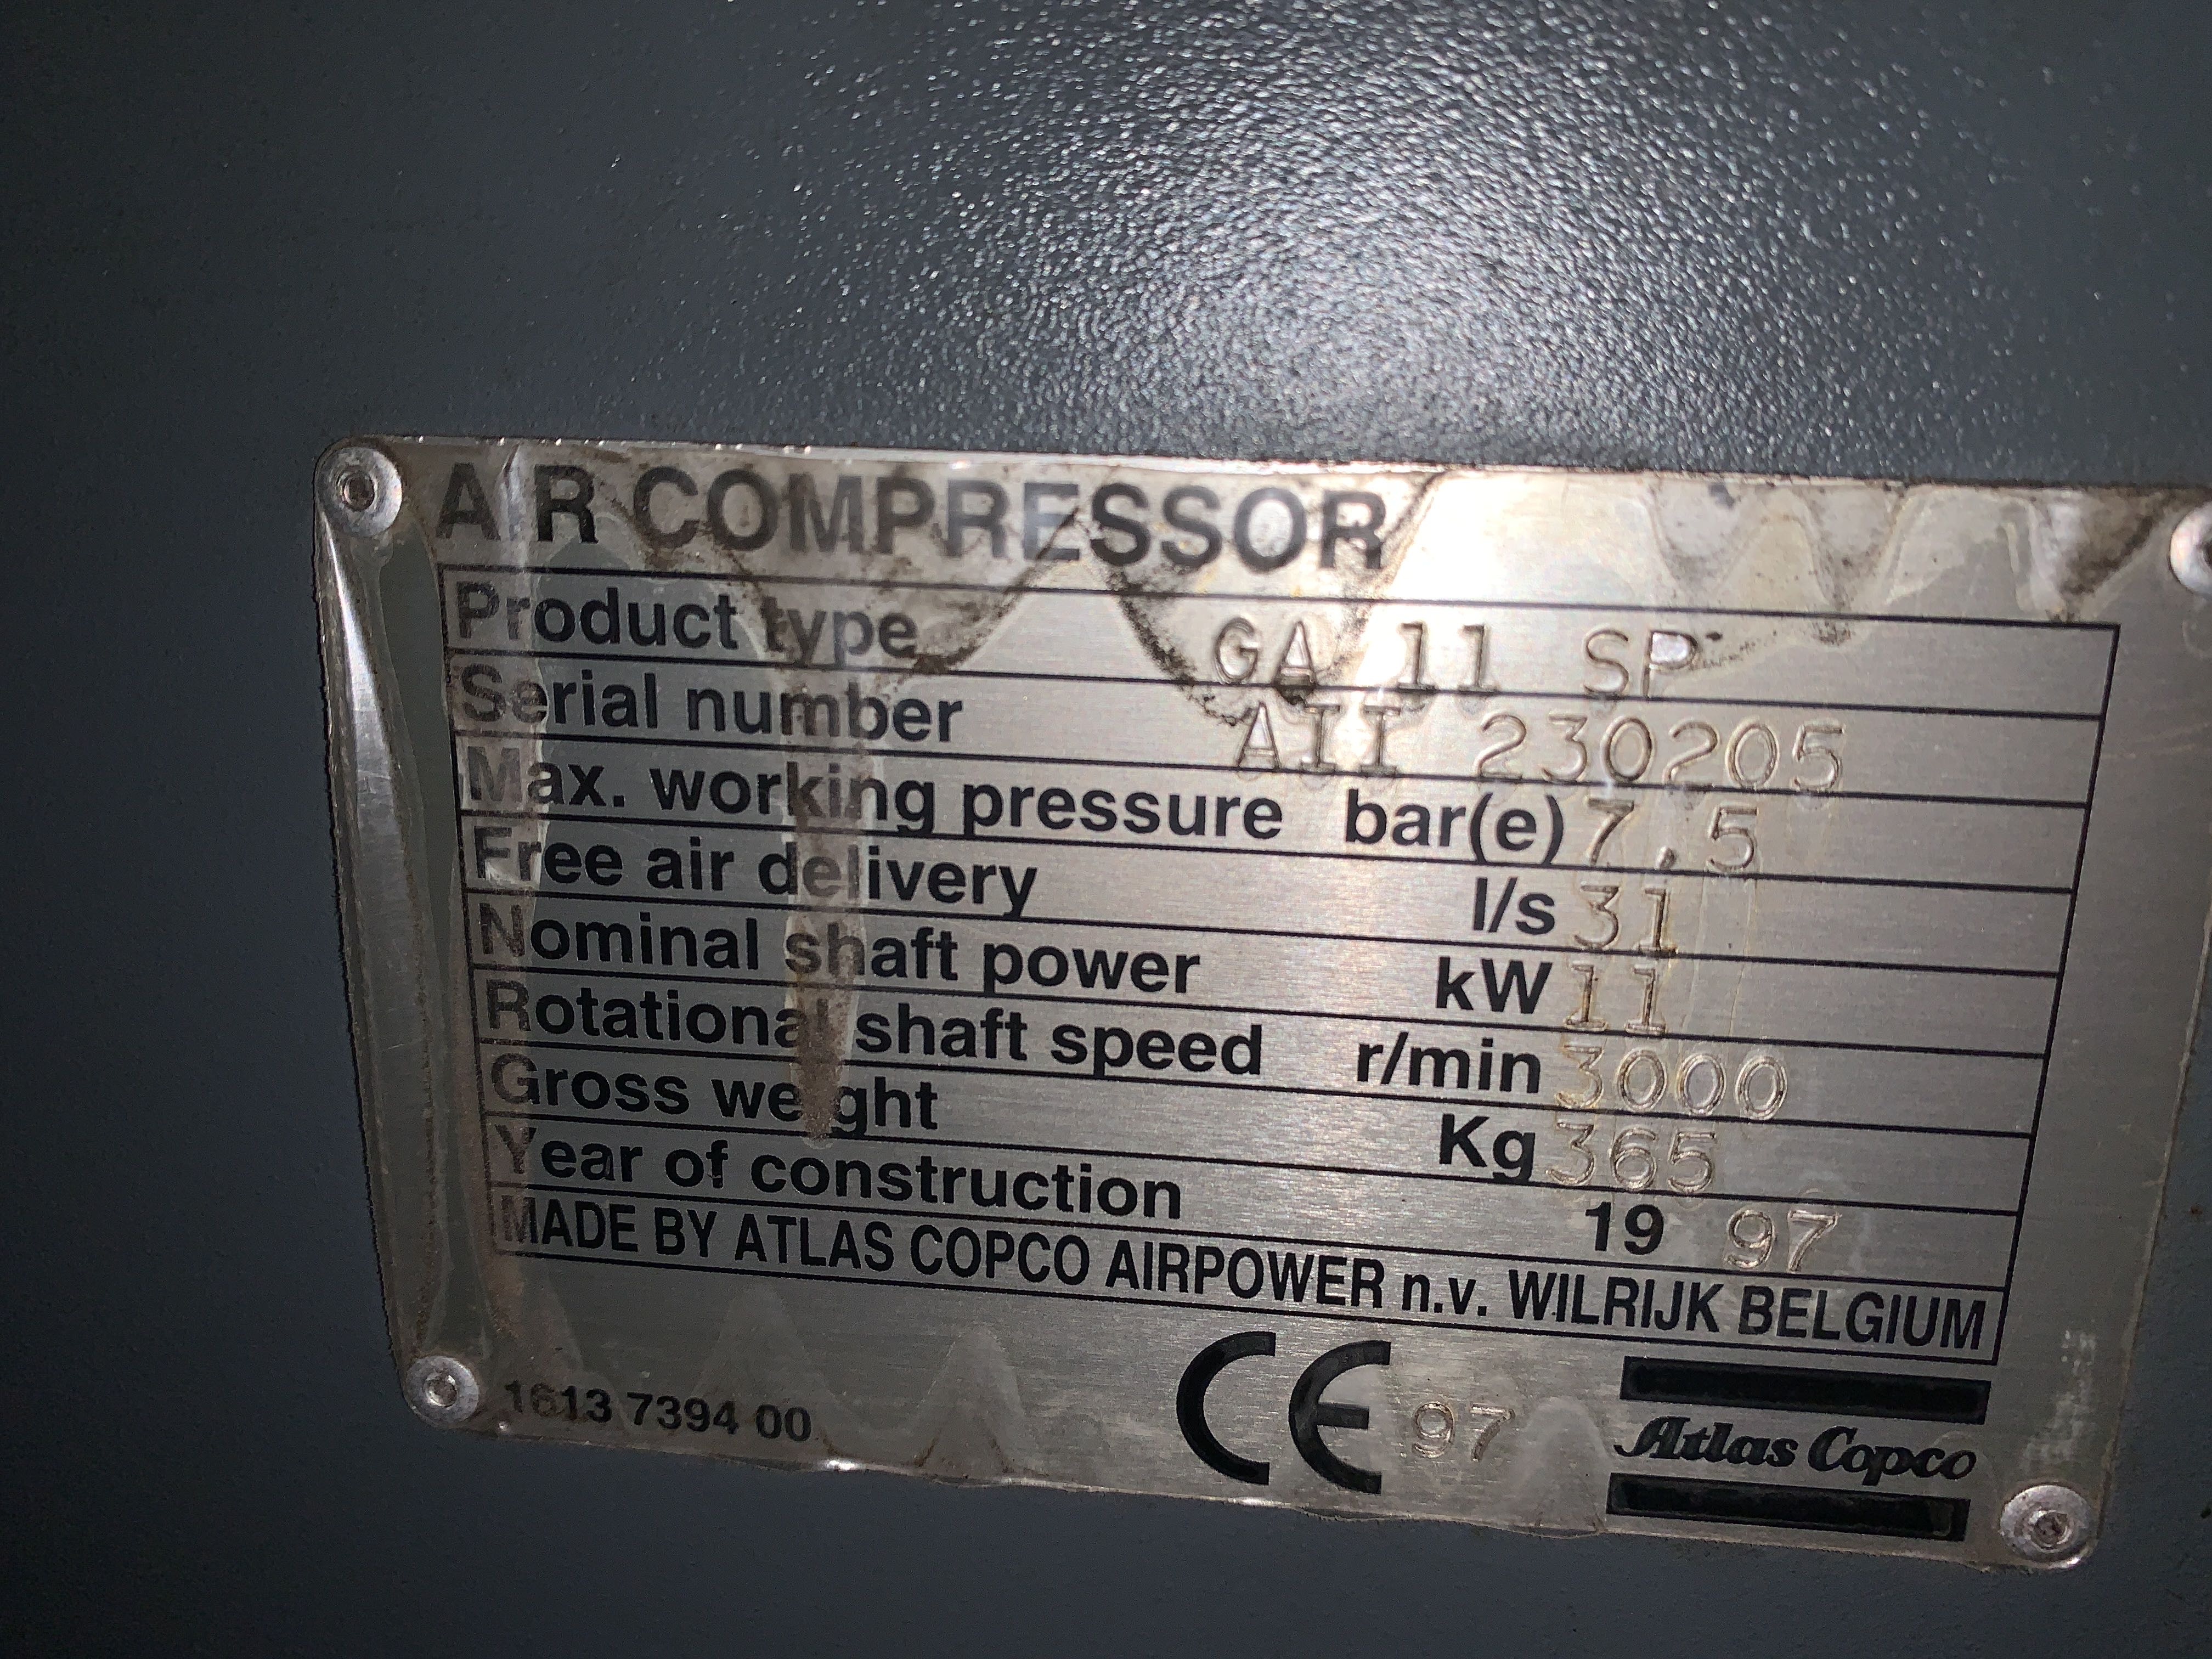 AIR COMPRESSOR
Product type GA 11 SP
Serial number AII 230205
Max. working pressure bar(e) 7.5
Free air delivery l/s 31
Nominal shaft power kW 11
Rotational shaft speed r/min 3000
Gross weight Kg 365
Year of construction 19 97
MADE BY ATLAS COPCO AIRPOWER n.v. WILRIJK BELGIUM
1613 7394 00
CE 97
Atlas Copco